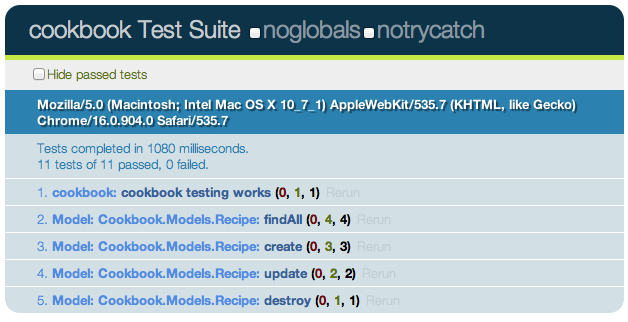 cookbook Test Suite noglobals notrycatch
Hide passed tests
Mozilla/5.0 (Macintosh; Intel Mac OS X 10_7_1) AppleWebKit/535.7 (KHTML, like Gecko)
Chrome/16.0.904.0 Safari/535.7
Tests completed in 1080 milliseconds.
11 tests of 11 passed, 0 failed.
1. cookbook: cookbook testing works (0, 1, 1) Rerun
2. Model: Cookbook.Models.Recipe: findAll (0, 4, 4) Rerun
3. Model: Cookbook.Models.Recipe: create (0, 3, 3) Rerun
4. Model: Cookbook.Models.Recipe: update (0, 2, 2) Rerun
5. Model: Cookbook.Models.Recipe: destroy (0, 1, 1) Rerun